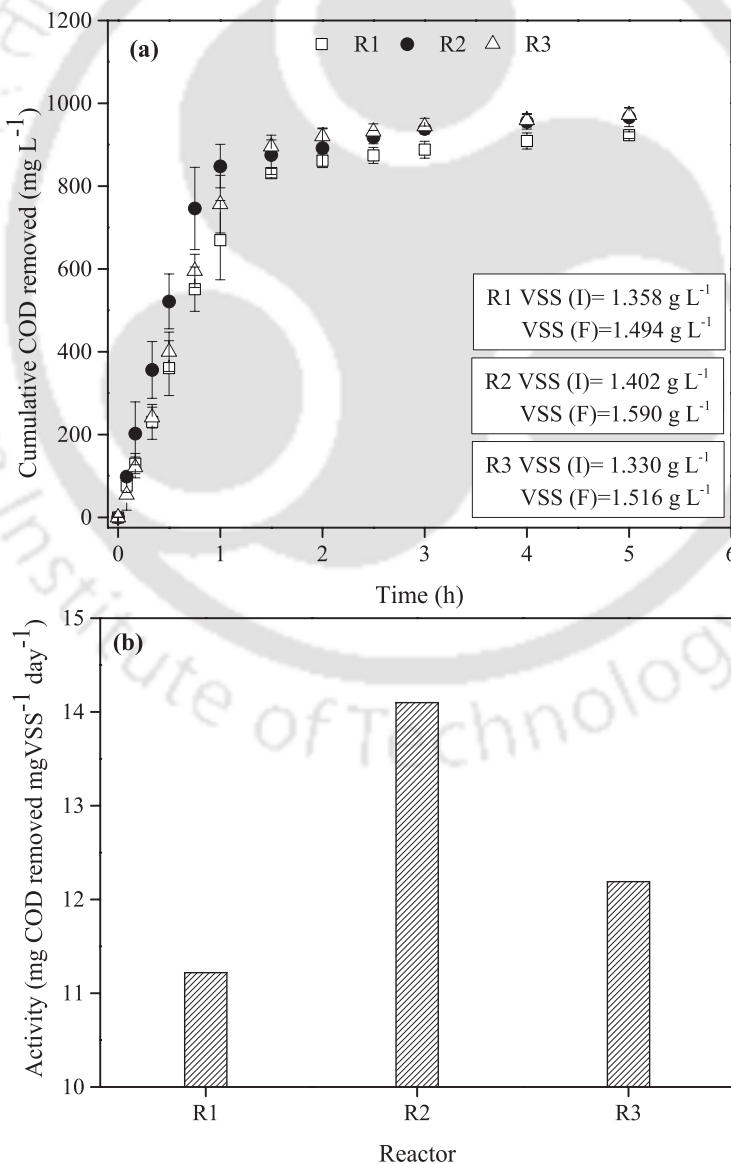 (a)
R1 R2 R3
1200
1000
800
600
400
200
0
Cumulative COD removed (mg L⁻¹)
R1 VSS (I)= 1.358 g L⁻¹
VSS (F)=1.494 g L⁻¹
R2 VSS (I)= 1.402 g L⁻¹
VSS (F)=1.590 g L⁻¹
R3 VSS (I)= 1.330 g L⁻¹
VSS (F)=1.516 g L⁻¹
0 1 2 3 4 5 6
Time (h)
(b)
15
14
13
12
11
10
Activity (mg COD removed mgVSS⁻¹ day⁻¹)
R1 R2 R3
Reactor
Institute of Technology